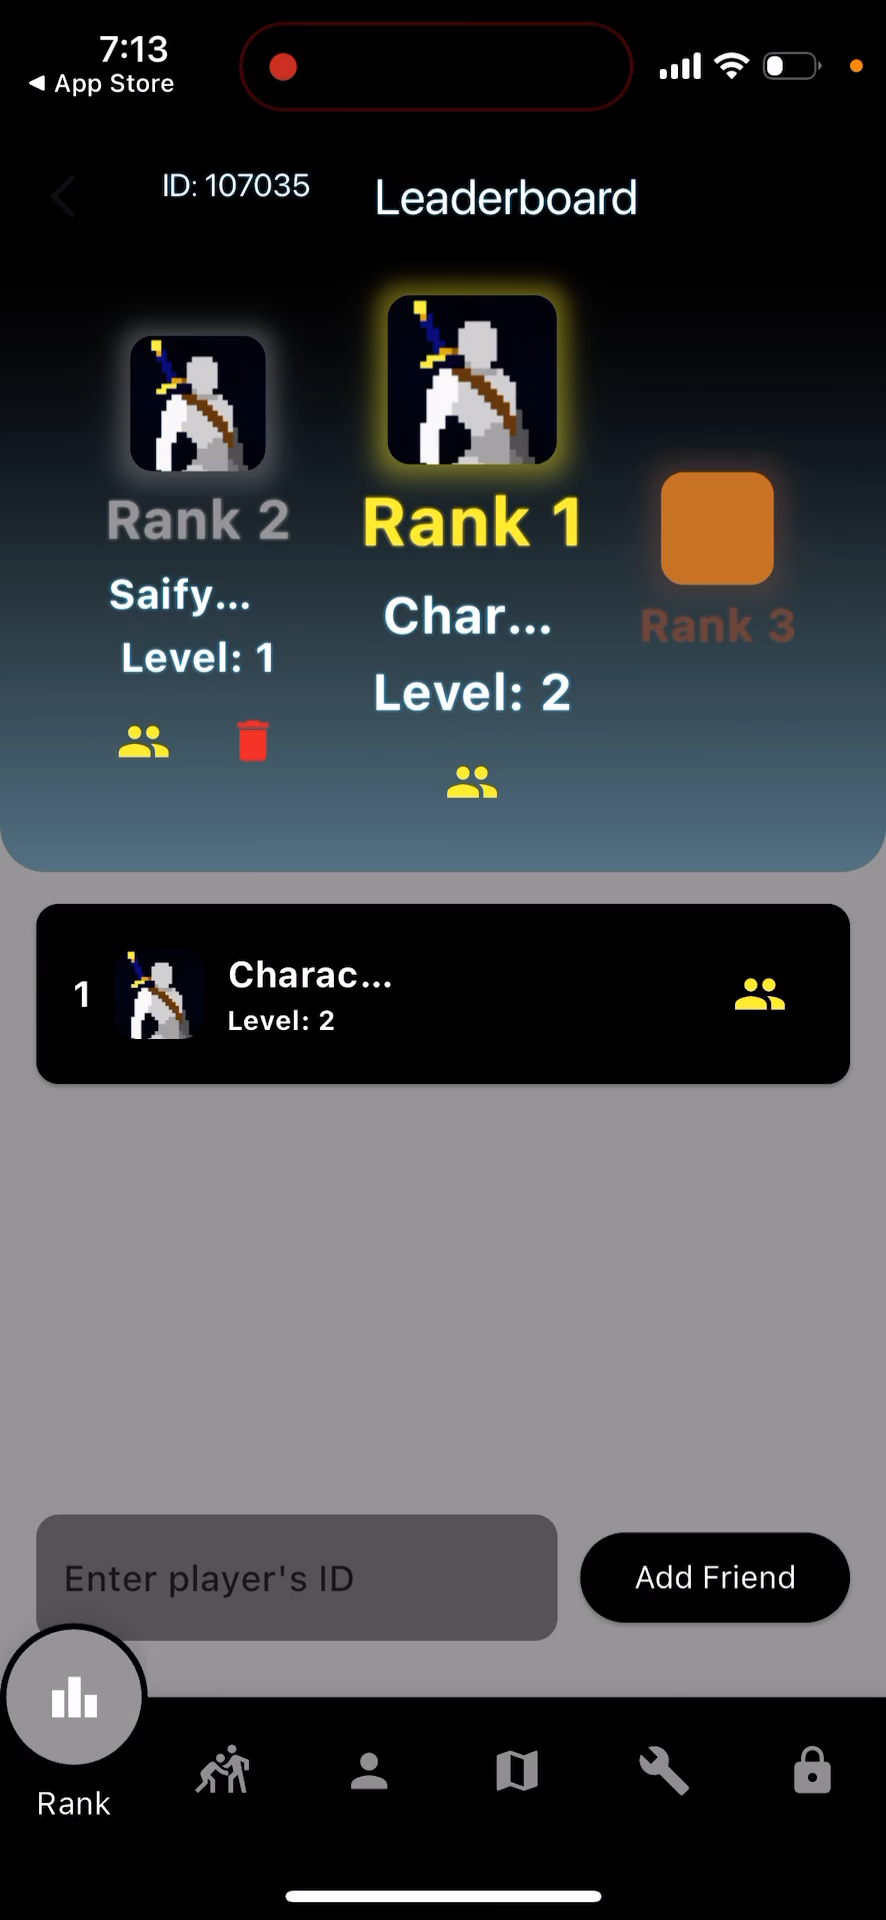 7:13
App Store
ID: 107035
Leaderboard
Rank 2
Rank 1
Rank 3
Saify...
Char...
Level: 1
Level: 2
1
Charac...
Level: 2
Enter player's ID
Add Friend
Rank